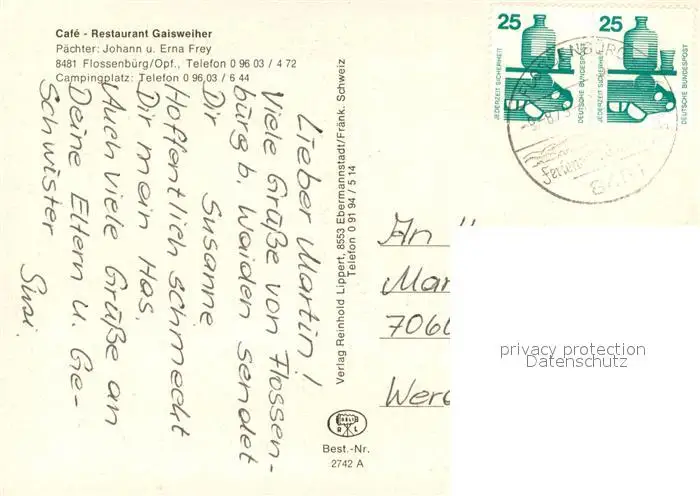 Café - Restaurant Gaisweiher
Pächter: Johann u. Erna Frey
8481 Flossenbürg/Opf., Telefon 0 96 03 / 4 72
Campingplatz: Telefon 0 96 03 / 6 44
Lieber Martin!
Viele Grüße von Flossen-
bürg b. Waiden sendet
Dir Susanne
Hoffentlich schmeckt
Dir mein Has.
Auch viele Grüße an
Deine Eltern u. Ge-
Schwister
Susi.
Verlag Reinhold Lippert, 8553 Ebermannstadt/Fränk. Schweiz
Telefon 0 91 94 / 5 14
Best.-Nr.
2742 A
25
JEDERZEIT SICHERHEIT
DEUTSCHE BUNDESPOST
25
JEDERZEIT SICHERHEIT
DEUTSCHE BUNDESPOST
An
Mar
706
Wer
privacy protection
Datenschutz